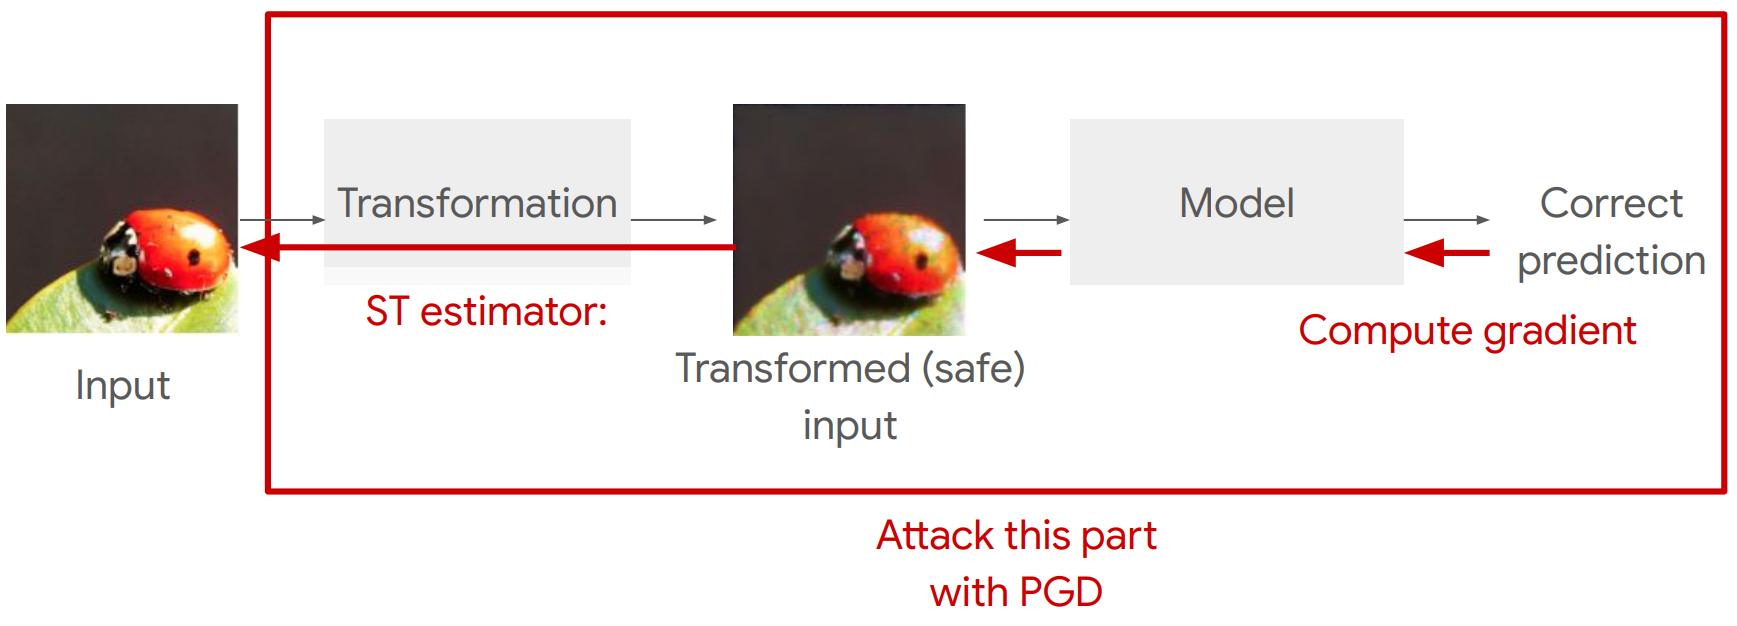 Transformation
Model
Correct
prediction
ST estimator:
Compute gradient
Input
Transformed (safe)
input
Attack this part
with PGD